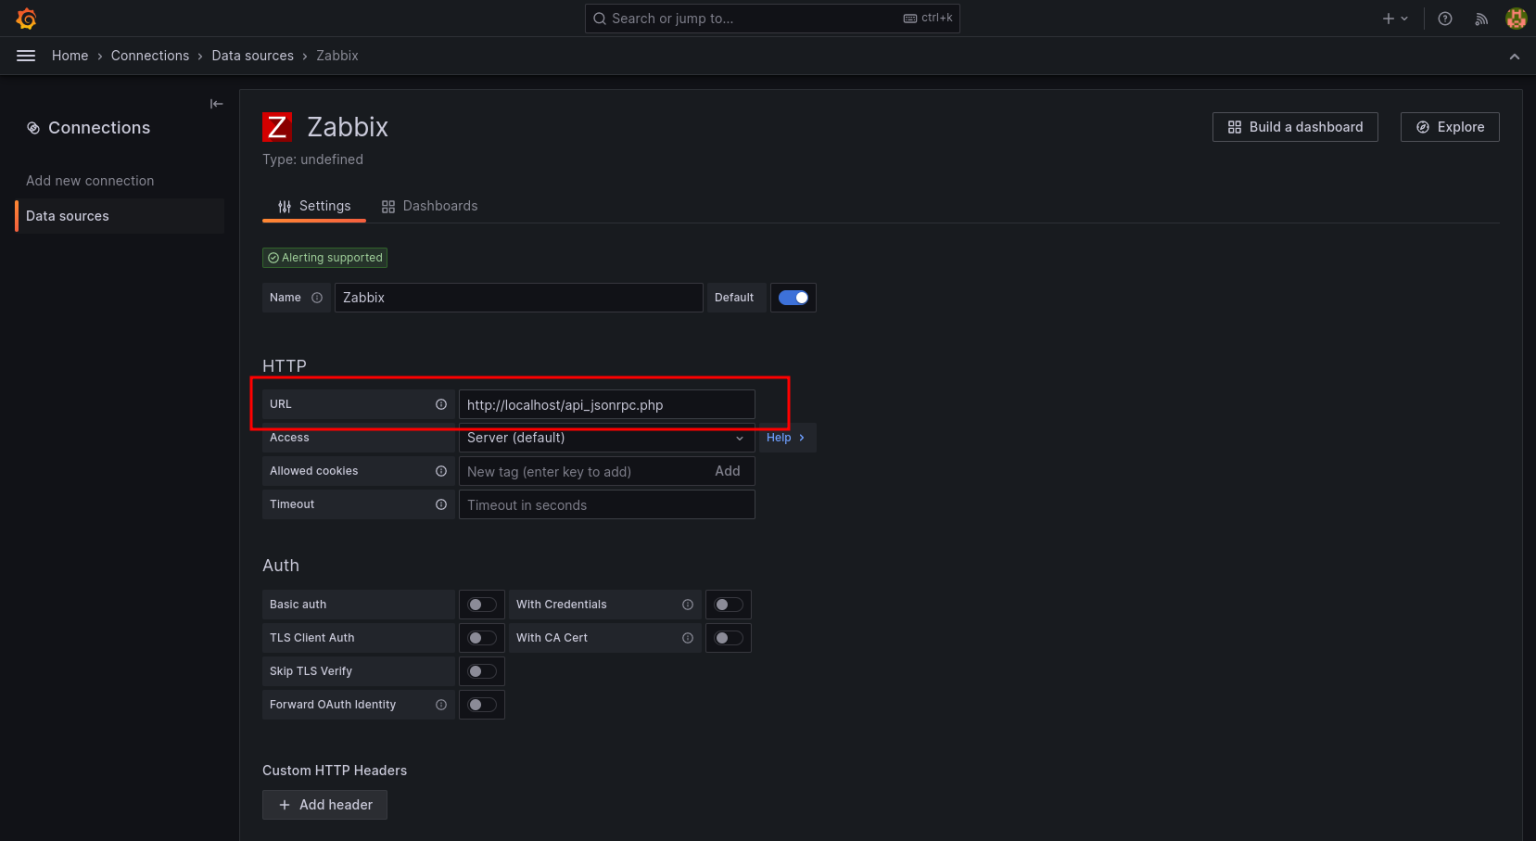 Search or jump to...
ctrl+k
Home › Connections › Data sources › Zabbix
Connections
Add new connection
Data sources
Z Zabbix
Build a dashboard
Explore
Type: undefined
Settings
Dashboards
Alerting supported
Name
Zabbix
Default
HTTP
URL
http://localhost/api_jsonrpc.php
Access
Server (default)
Help ›
Allowed cookies
New tag (enter key to add)
Add
Timeout
Timeout in seconds
Auth
Basic auth
With Credentials
TLS Client Auth
With CA Cert
Skip TLS Verify
Forward OAuth Identity
Custom HTTP Headers
+ Add header